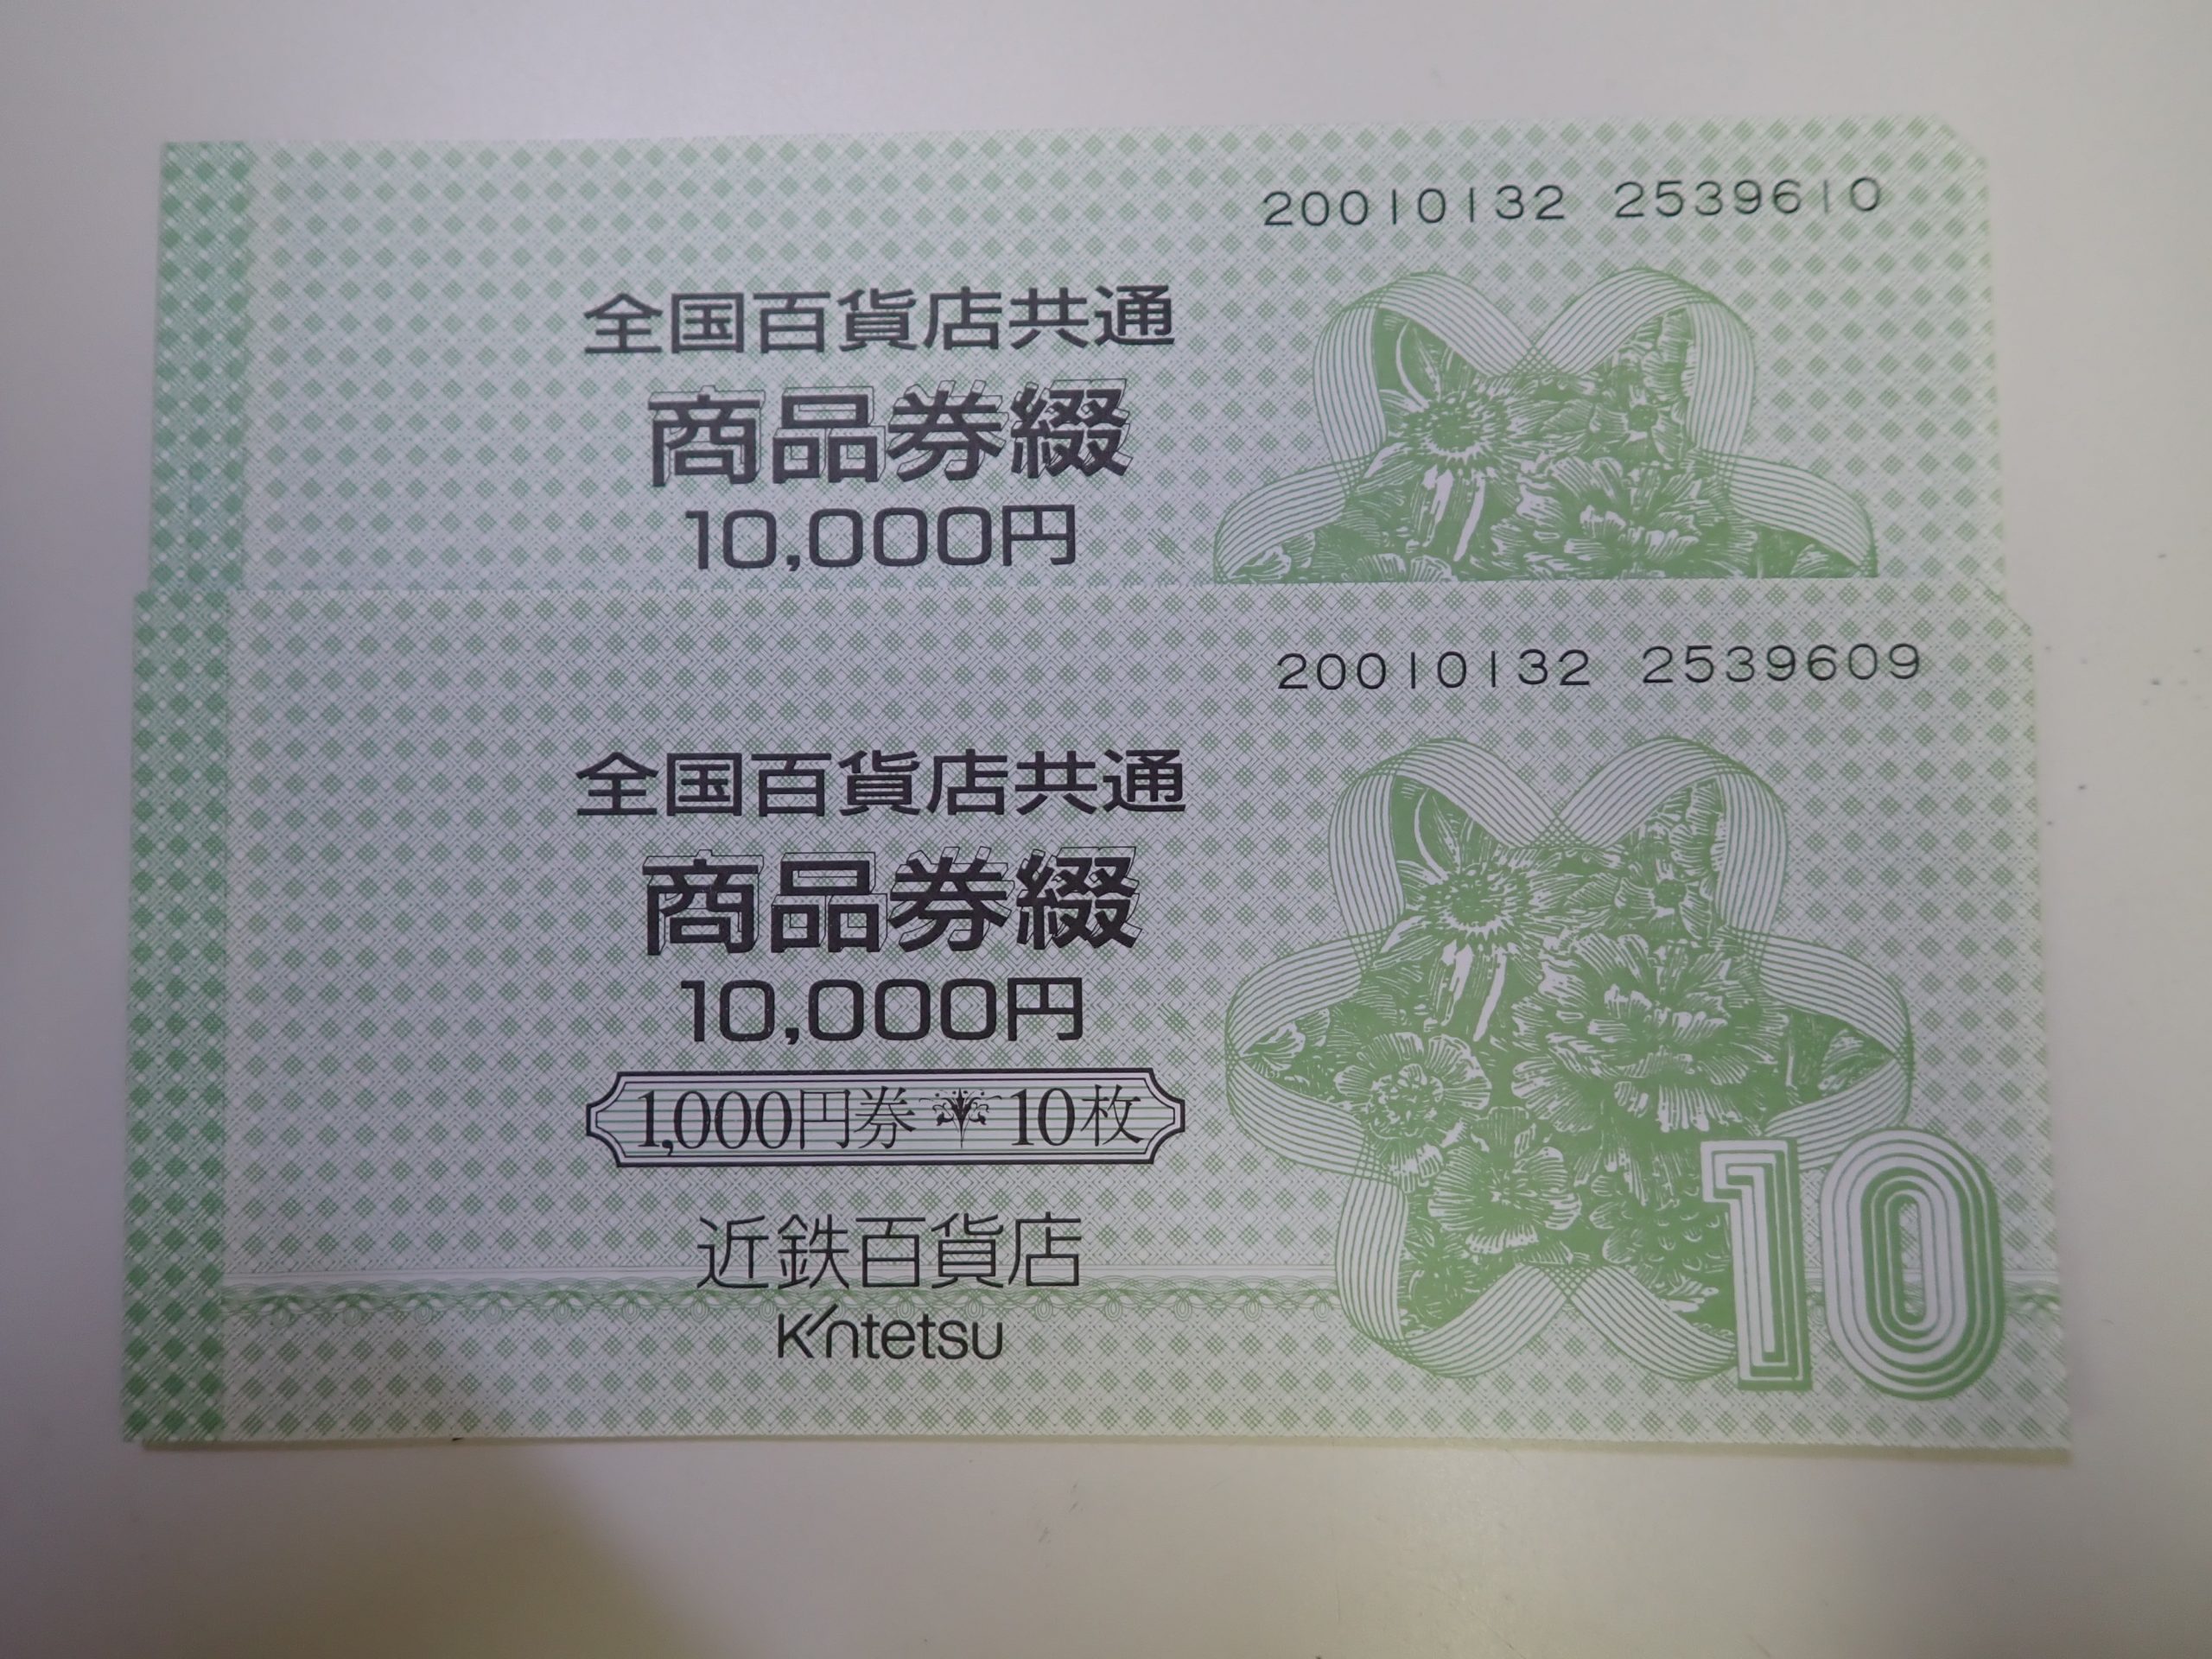 20010132 2539610
全国百貨店共通
商品券綴
10,000円
20010132 2539609
全国百貨店共通
商品券綴
10,000円
1,000円券 10枚
近鉄百貨店
Kintetsu
10